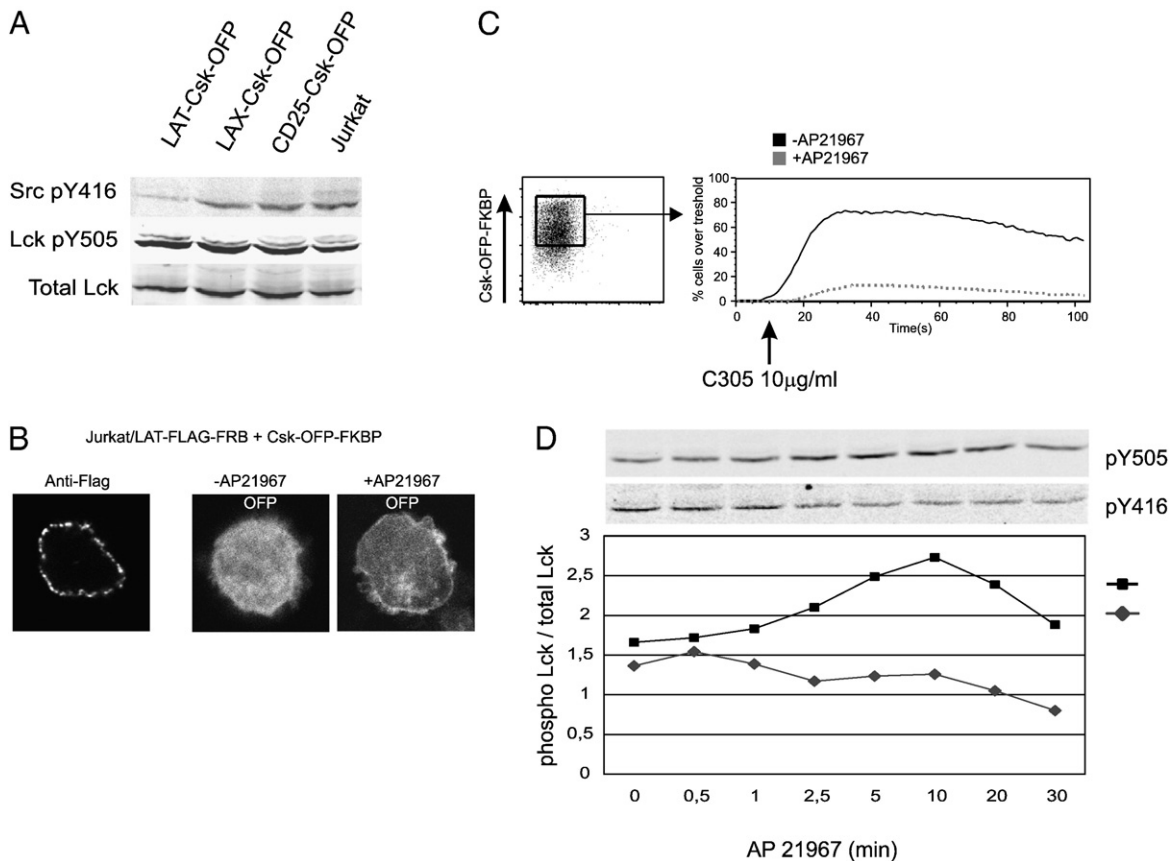 A
LAT-Csk-OFP
LAX-Csk-OFP
CD25-Csk-OFP
Jurkat
Src pY416
Lck pY505
Total Lck
B
Jurkat/LAT-FLAG-FRB + Csk-OFP-FKBP
Anti-Flag
-AP21967
OFP
+AP21967
OFP
C
-AP21967
+AP21967
Csk-OFP-FKBP
% cells over treshold
100
80
60
40
20
0
0 20 40 60 80 100
Time(s)
C305 10µg/ml
D
pY505
pY416
phospho Lck / total Lck
3
2,5
2
1,5
1
0,5
0
0 0,5 1 2,5 5 10 20 30
AP 21967 (min)